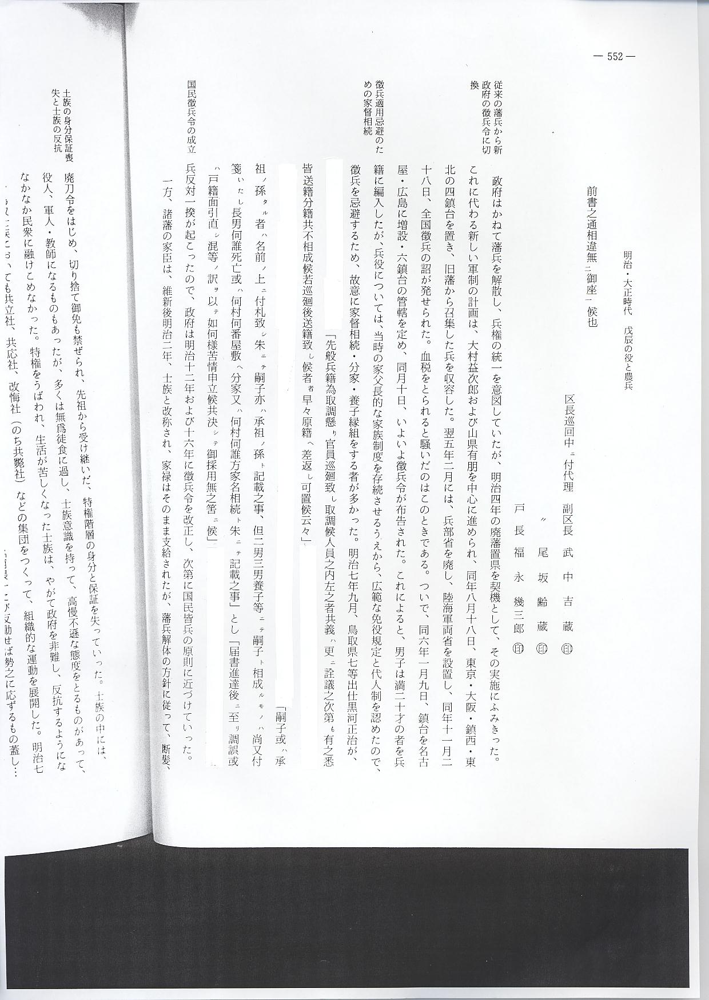 ― 552 ―
明治・大正時代 戊辰の役と農兵
前書之通相違無ニ御座一候也
区長巡回中ニ付代理 副区長 武中吉蔵㊞
〃 尾坂齢蔵㊞
戸長 福永幾三郎㊞
従来の藩兵から新
政府の徴兵令に切
換
政府はかねて藩兵を解散し、兵権の統一を意図していたが、明治四年の廃藩置県を契機として、その実施にふみきった。
これに代わる新しい軍制の計画は、大村益次郎および山県有朋を中心に進められ、同年八月十八日、東京・大阪・鎮西・東
北の四鎮台を置き、旧藩から召集した兵を収容した。翌五年二月には、兵部省を廃し、陸海軍両省を設置し、同年十一月二
十八日、全国徴兵の詔が発せられた。血税をとられると騒いだのはこのときである。ついで、同六年一月九日、鎮台を名古
屋・広島に増設・六鎮台の管轄を定め、同月十日、いよいよ徴兵令が布告された。これによると、男子は満二十才の者を兵
徴兵適用忌避のた
めの家督相続
籍に編入したが、兵役については、当時の家父長的な家族制度を存続させるうえから、広範な免役規定と代人制を認めたので、
徴兵を忌避するため、故意に家督相続・分家・養子縁組をする者が多かった。明治七年九月、鳥取県七等出仕黒河正治が、
「先般兵籍為取調懸り官員巡廻致し取調候人員之内左之者共義ハ更ニ詮議之次第も有之悉
皆送籍分籍共不相成候若巡廻後送籍致し候者者早々原籍ヘ差返し可置候云々」
「嗣子或ハ承
祖ノ孫タル者ハ名前ノ上ニ付札致シ朱ニテ嗣子亦ハ承祖ノ孫ト記載之事、但二男三男養子等ニテ嗣子ト相成ルモノハ尚又付
箋いたし長男何誰死亡或ハ何村何番屋敷ヘ分家又ハ何村何誰方家名相続ト朱ニテ記載之事」とし「届書進達後ニ至リ調誤或
ハ戸籍面引直シ混等ノ訳ヲ以テ如何様苦情申立候共決シテ御採用無之筈ニ候」
国民徴兵令の成立
兵反対一揆が起こったので、政府は明治十二年および十六年に徴兵令を改正し、次第に国民皆兵の原則に近づけていった。
一方、諸藩の家臣は、維新後明治二年、士族と改称され、家禄はそのまま支給されたが、藩兵解体の方針に従って、断髪、
士族の身分保証喪
失と士族の反抗
廃刀令をはじめ、切り捨て御免も禁ぜられ、先祖から受け継いだ、特権階層の身分と保証を失っていった。士族の中には、
役人、軍人・教師になるものもあったが、多くは無為徒食に過し、士族意識を持って、高慢不遜な態度をとるものがあって、
なかなか民衆に融けこめなかった。特権をうばわれ、生活が苦しくなった士族は、やがて政府を非難し、反抗するようにな
おいても共立社、共応社、改悔社（のち共斃社）などの集団をつくって、組織的な運動を展開した。明治七
動せば勢之に応ずるもの蓋し…